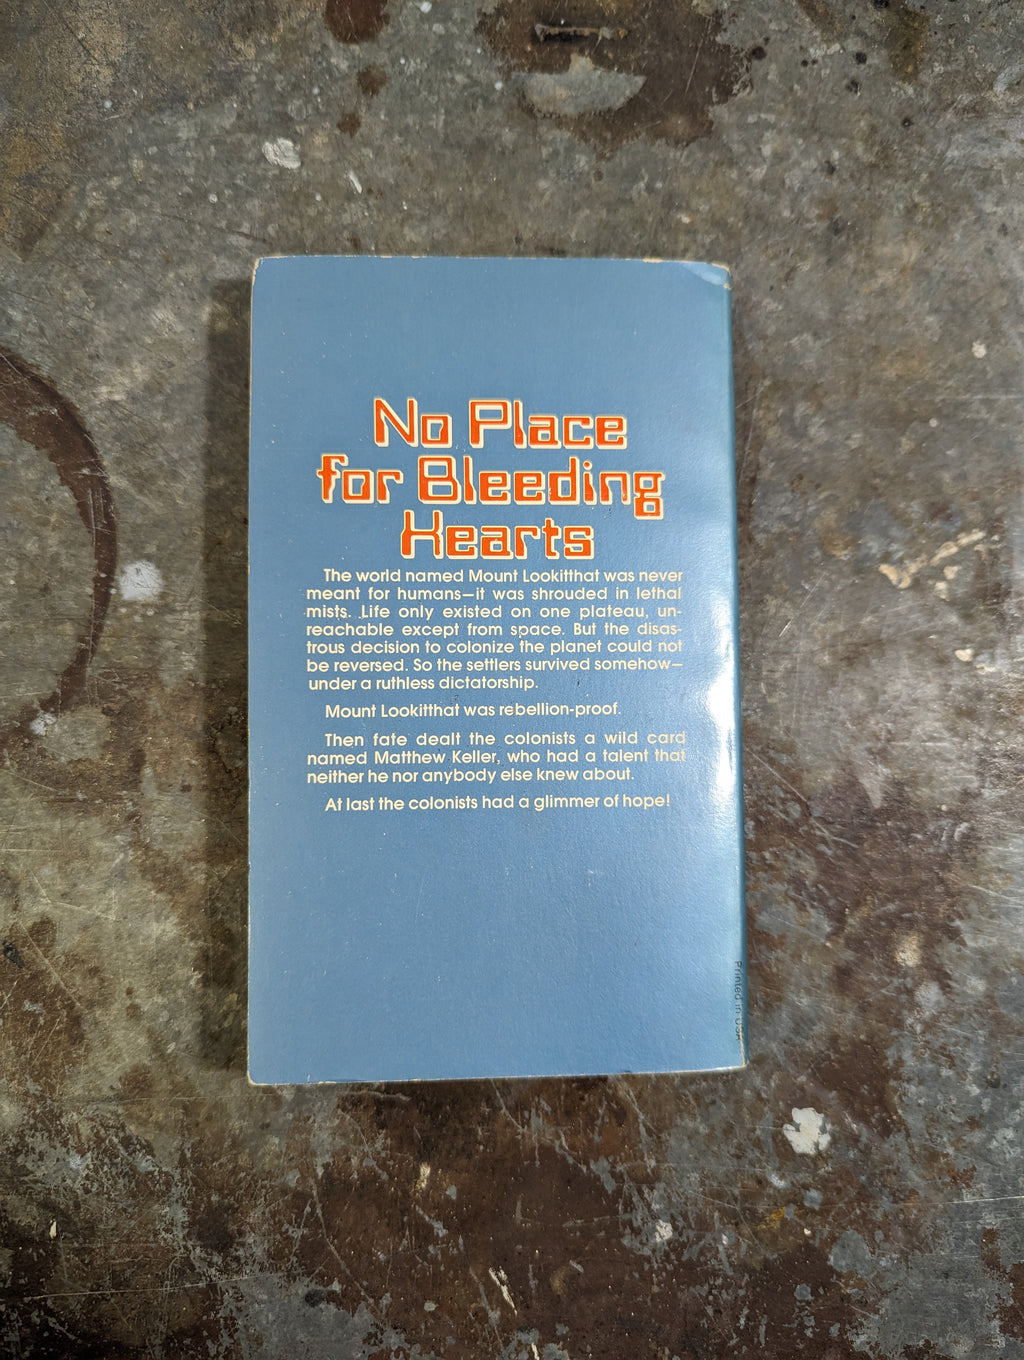 No Place
for Bleeding
Hearts
The world named Mount Lookitthat was never
meant for humans—it was shrouded in lethal
mists. Life only existed on one plateau, un-
reachable except from space. But the disas-
trous decision to colonize the planet could not
be reversed. So the settlers survived somehow—
under a ruthless dictatorship.
Mount Lookitthat was rebellion-proof.
Then fate dealt the colonists a wild card
named Matthew Keller, who had a talent that
neither he nor anybody else knew about.
At last the colonists had a glimmer of hope!
Printed in USA